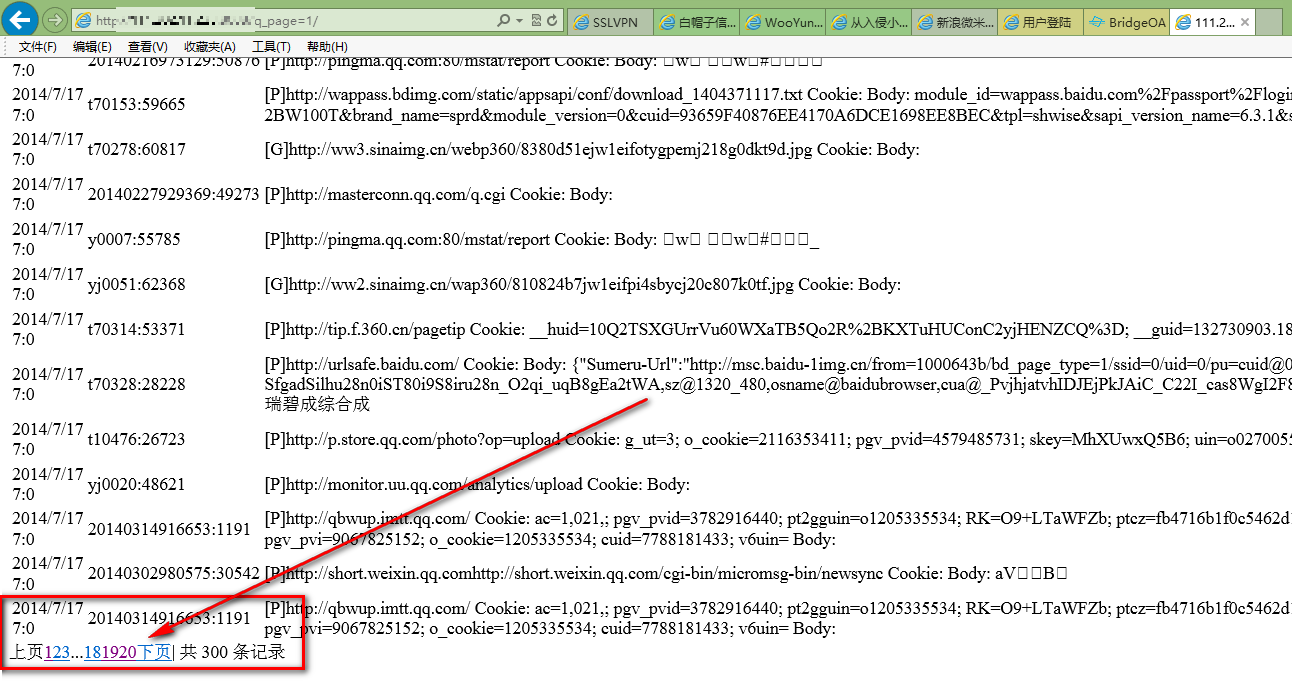 http q_page=1/
SSLVPN
白帽子信...
WooYun...
从入侵小...
新浪微米...
用户登陆
BridgeOA
111.2...
文件(F) 编辑(E) 查看(V) 收藏夹(A) 工具(T) 帮助(H)
7:0 20140216973129:50876 [P]http://pingma.qq.com:80/mstat/report Cookie: Body: w w#
2014/7/17
7:0
t70153:59665
[P]http://wappass.bdimg.com/static/appsapi/conf/download_1404371117.txt Cookie: Body: module_id=wappass.baidu.com%2Fpassport%2Flogin
2BW100T&brand_name=sprd&module_version=0&cuid=93659F40876EE4170A6DCE1698EE8BEC&tpl=shwise&sapi_version_name=6.3.1&s
2014/7/17
7:0
t70278:60817
[G]http://ww3.sinaimg.cn/webp360/8380d51ejw1eifotygpemj218g0dkt9d.jpg Cookie: Body:
2014/7/17
7:0
20140227929369:49273
[P]http://masterconn.qq.com/q.cgi Cookie: Body:
2014/7/17
7:0
y0007:55785
[P]http://pingma.qq.com:80/mstat/report Cookie: Body: w w#_
2014/7/17
7:0
yj0051:62368
[G]http://ww2.sinaimg.cn/wap360/810824b7jw1eifpi4sbycj20c807k0tf.jpg Cookie: Body:
2014/7/17
7:0
t70314:53371
[P]http://tip.f.360.cn/pagetip Cookie: __huid=10Q2TSXGUrrVu60WXaTB5Qo2R%2BKXTuHUConC2yjHENZCQ%3D; __guid=132730903.18
2014/7/17
7:0
t70328:28228
[P]http://urlsafe.baidu.com/ Cookie: Body: {"Sumeru-Url":"http://msc.baidu-1img.cn/from=1000643b/bd_page_type=1/ssid=0/uid=0/pu=cuid@0
SfgadSilhu28n0iST80i9S8iru28n_O2qi_uqB8gEa2tWA,sz@1320_480,osname@baidubrowser,cua@_PvjhjatvhIDJEjPkJAiC_C22I_cas8WgI2F8
瑞碧成综合成
2014/7/17
7:0
t10476:26723
[P]http://p.store.qq.com/photo?op=upload Cookie: g_ut=3; o_cookie=2116353411; pgv_pvid=4579485731; skey=MhXUwxQ5B6; uin=o0270055
2014/7/17
7:0
yj0020:48621
[P]http://monitor.uu.qq.com/analytics/upload Cookie: Body:
2014/7/17
7:0
20140314916653:1191
[P]http://qbwup.imtt.qq.com/ Cookie: ac=1,021,; pgv_pvid=3782916440; pt2gguin=o1205335534; RK=O9+LTaWFZb; ptcz=fb4716b1f0c5462d1
pgv_pvi=9067825152; o_cookie=1205335534; cuid=7788181433; v6uin= Body:
2014/7/17
7:0
20140302980575:30542
[P]http://short.weixin.qq.comhttp://short.weixin.qq.com/cgi-bin/micromsg-bin/newsync Cookie: Body: aVB
2014/7/17
7:0
20140314916653:1191
[P]http://qbwup.imtt.qq.com/ Cookie: ac=1,021,; pgv_pvid=3782916440; pt2gguin=o1205335534; RK=O9+LTaWFZb; ptcz=fb4716b1f0c5462d1
pgv_pvi=9067825152; o_cookie=1205335534; cuid=7788181433; v6uin= Body:
上页123...181920下页| 共 300 条记录